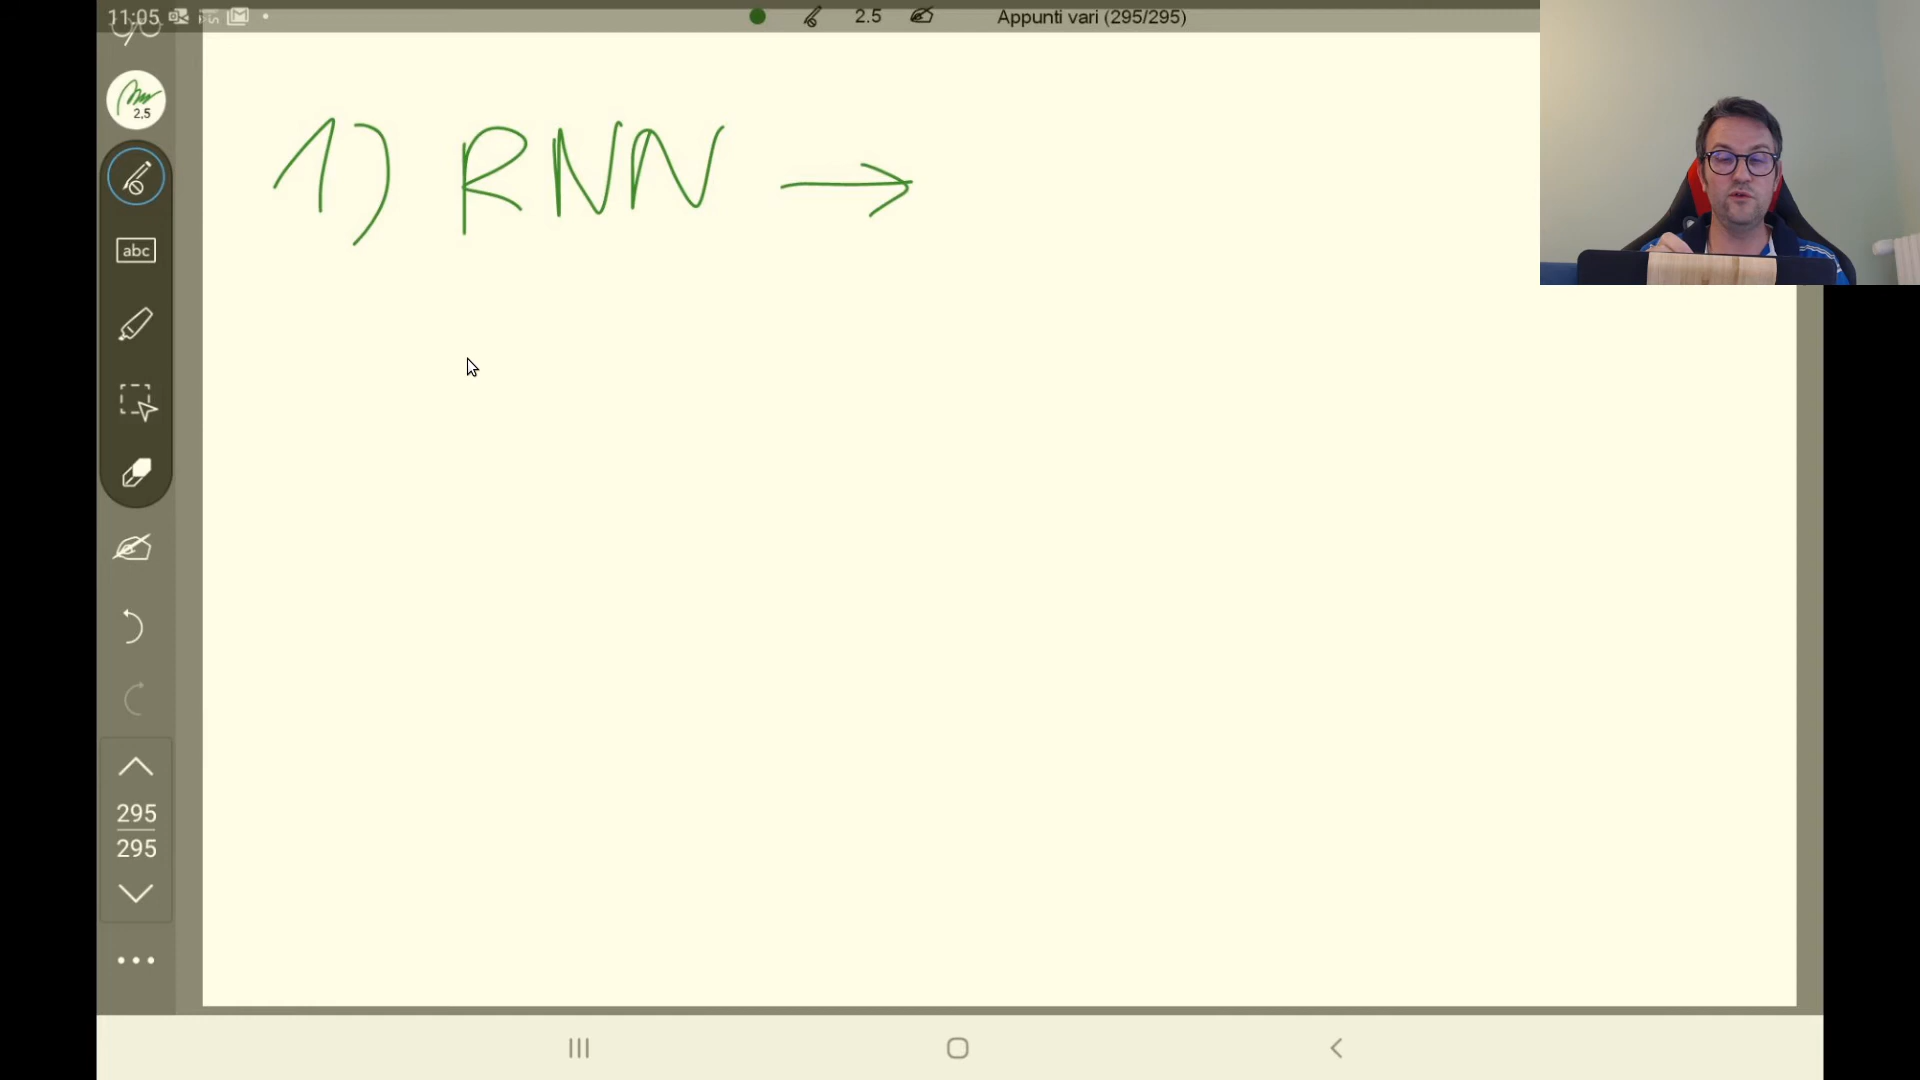 11:05
2.5
Appunti vari (295/295)
2,5
1) RNN →
abc
295
295